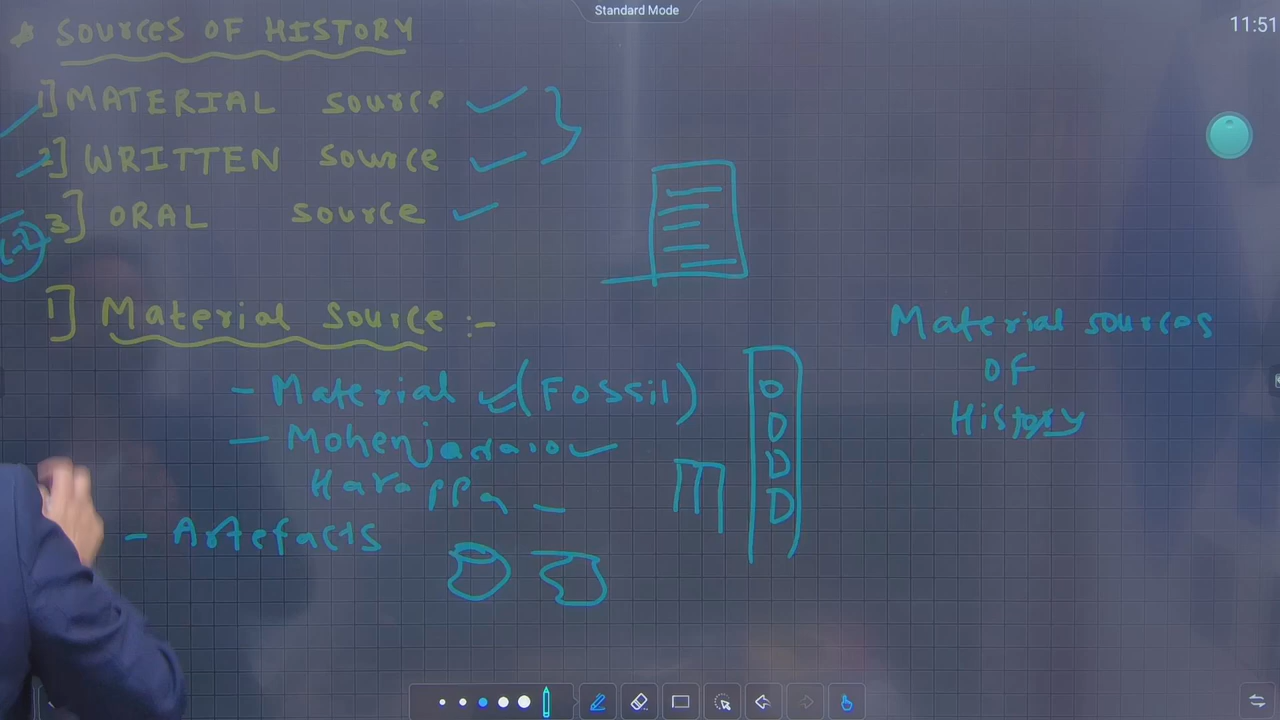 Standard Mode
11:51
* SOURCES OF HISTORY
1] MATERIAL source
2] WRITTEN source
3] ORAL source
1] Material source :-
- Material (Fossil)
- Mohenjadaro
Harappa -
- Artefacts
Material sources
OF
History